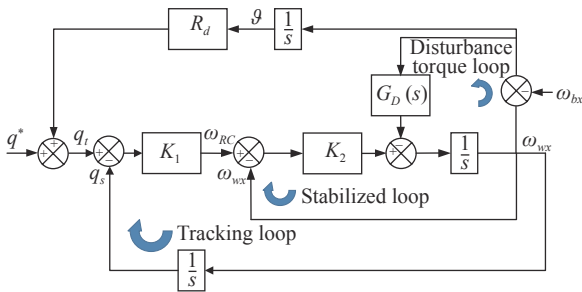 R_d
ϑ
1/s
Disturbance
torque loop
G_D (s)
ω_bx
q*
q_t
K_1
ω_RC
K_2
1/s
ω_wx
q_s
ω_wx
Stabilized loop
Tracking loop
1/s
+
+
+
−
+
−
+
−
−